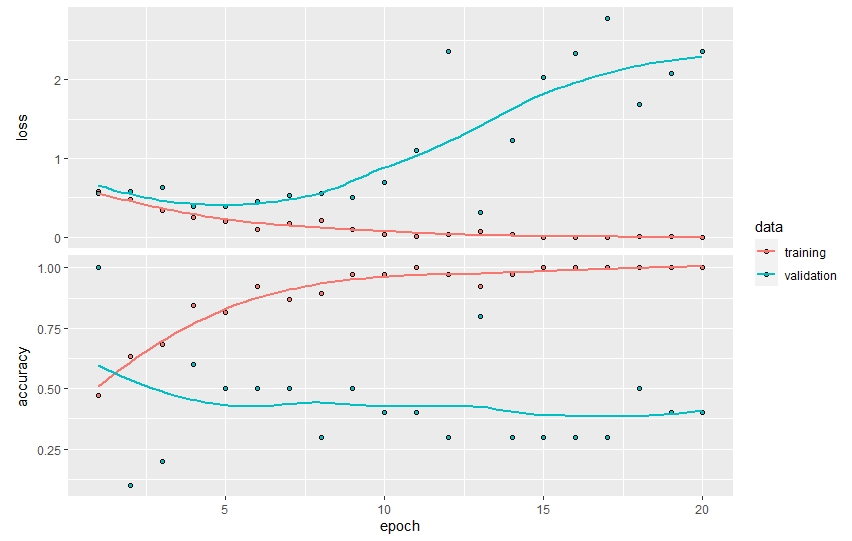 loss
2
1
0
accuracy
1.00
0.75
0.50
0.25
5 10 15 20
epoch
data
training
validation